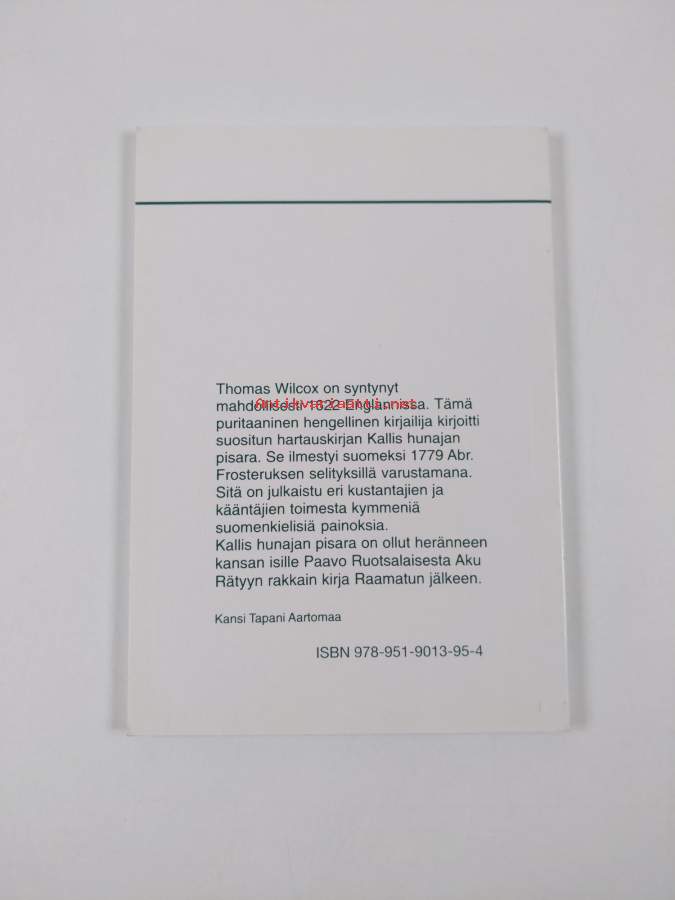 Thomas Wilcox on syntynyt
mahdollisesti 1622 Englannissa. Tämä
Antikvariaatti.net
puritaaninen hengellinen kirjailija kirjoitti
suositun hartauskirjan Kallis hunajan
pisara. Se ilmestyi suomeksi 1779 Abr.
Frosteruksen selityksillä varustamana.
Sitä on julkaistu eri kustantajien ja
kääntäjien toimesta kymmeniä
suomenkielisiä painoksia.
Kallis hunajan pisara on ollut heränneen
kansan isille Paavo Ruotsalaisesta Aku
Rätyyn rakkain kirja Raamatun jälkeen.
Kansi Tapani Aartomaa
ISBN 978-951-9013-95-4